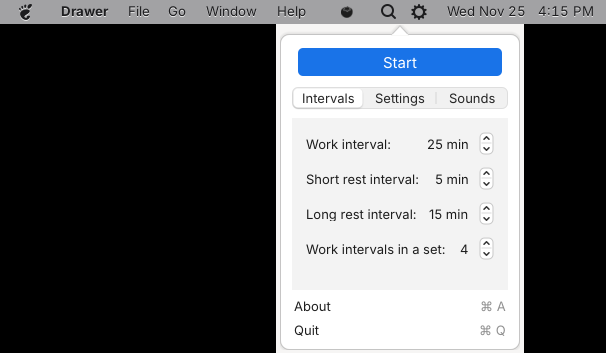 Drawer File Go Window Help Wed Nov 25 4:15 PM
Start
Intervals Settings Sounds
Work interval: 25 min
Short rest interval: 5 min
Long rest interval: 15 min
Work intervals in a set: 4
About ⌘ A
Quit ⌘ Q